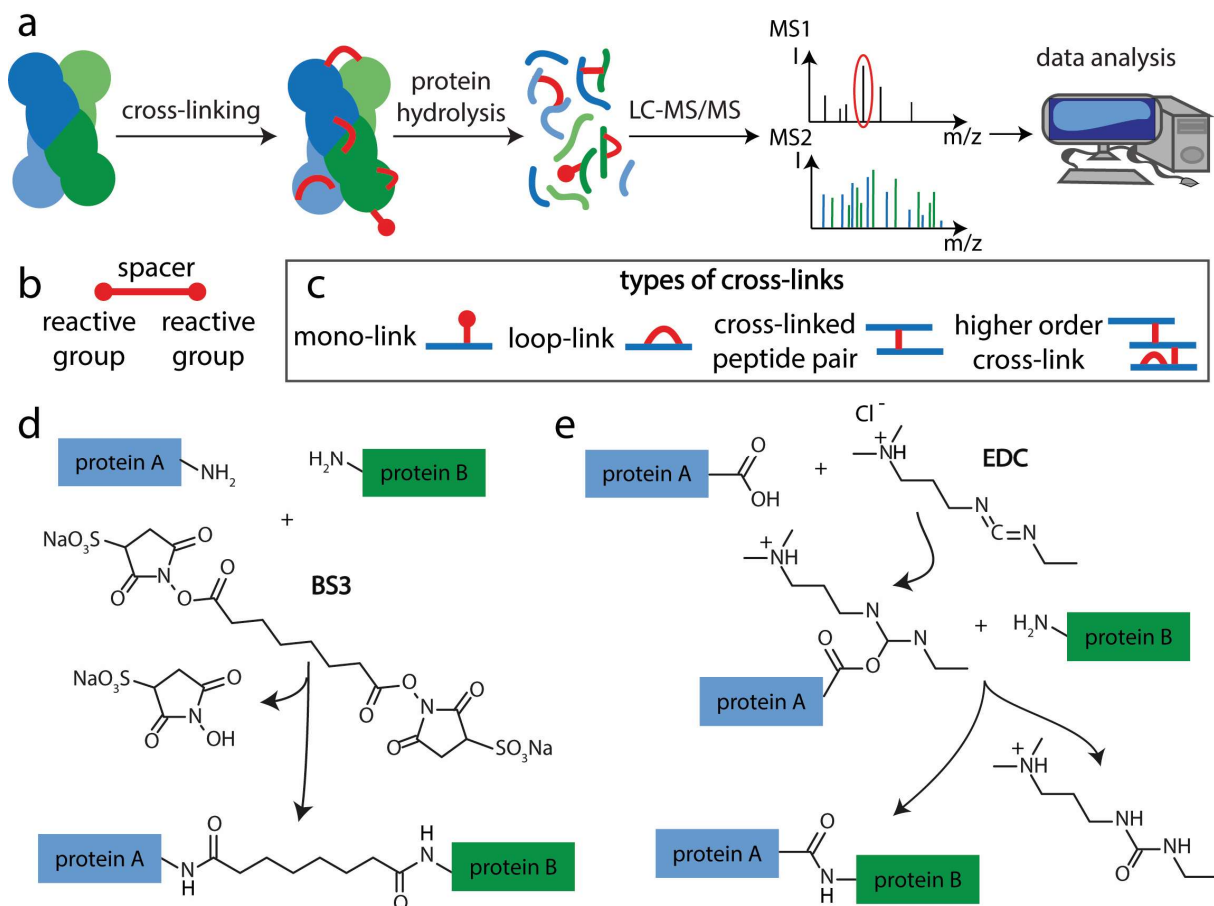 a
cross-linking
protein
hydrolysis
LC-MS/MS
MS1
I
m/z
MS2
I
m/z
data analysis
b
spacer
reactive
group
reactive
group
c
types of cross-links
mono-link
loop-link
cross-linked
peptide pair
higher order
cross-link
d
protein A
NH2
H2N
protein B
+
NaO3S
O
N
O
O
O
BS3
NaO3S
O
N
O
OH
O
O
N
O
O
SO3Na
protein A
N
H
O
O
H
N
protein B
e
protein A
O
OH
+
Cl -
+
NH
EDC
N
C
N
+
NH
N
N
O
O
protein A
+
H2N
protein B
protein A
O
N
H
protein B
+
NH
NH
NH
O